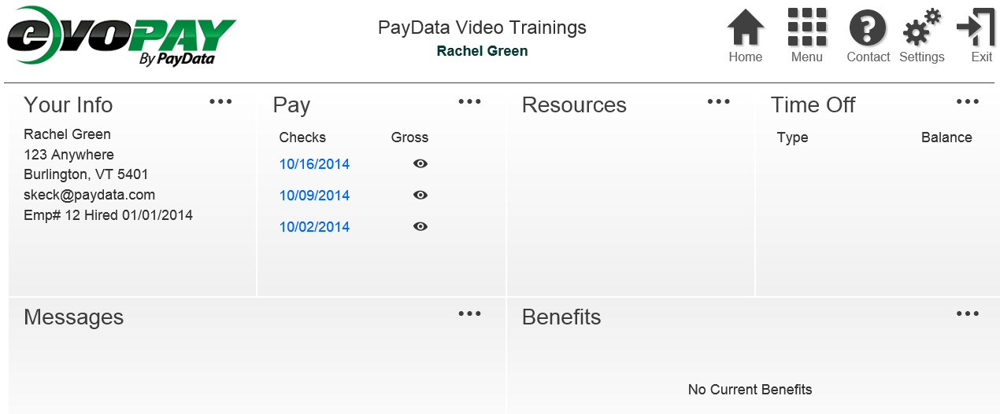 evoPAY
By PayData
PayData Video Trainings
Rachel Green
Home Menu Contact Settings Exit
Your Info
Rachel Green
123 Anywhere
Burlington, VT 5401
skeck@paydata.com
Emp# 12 Hired 01/01/2014
Pay
Checks Gross
10/16/2014
10/09/2014
10/02/2014
Resources
Time Off
Type Balance
Messages
Benefits
No Current Benefits